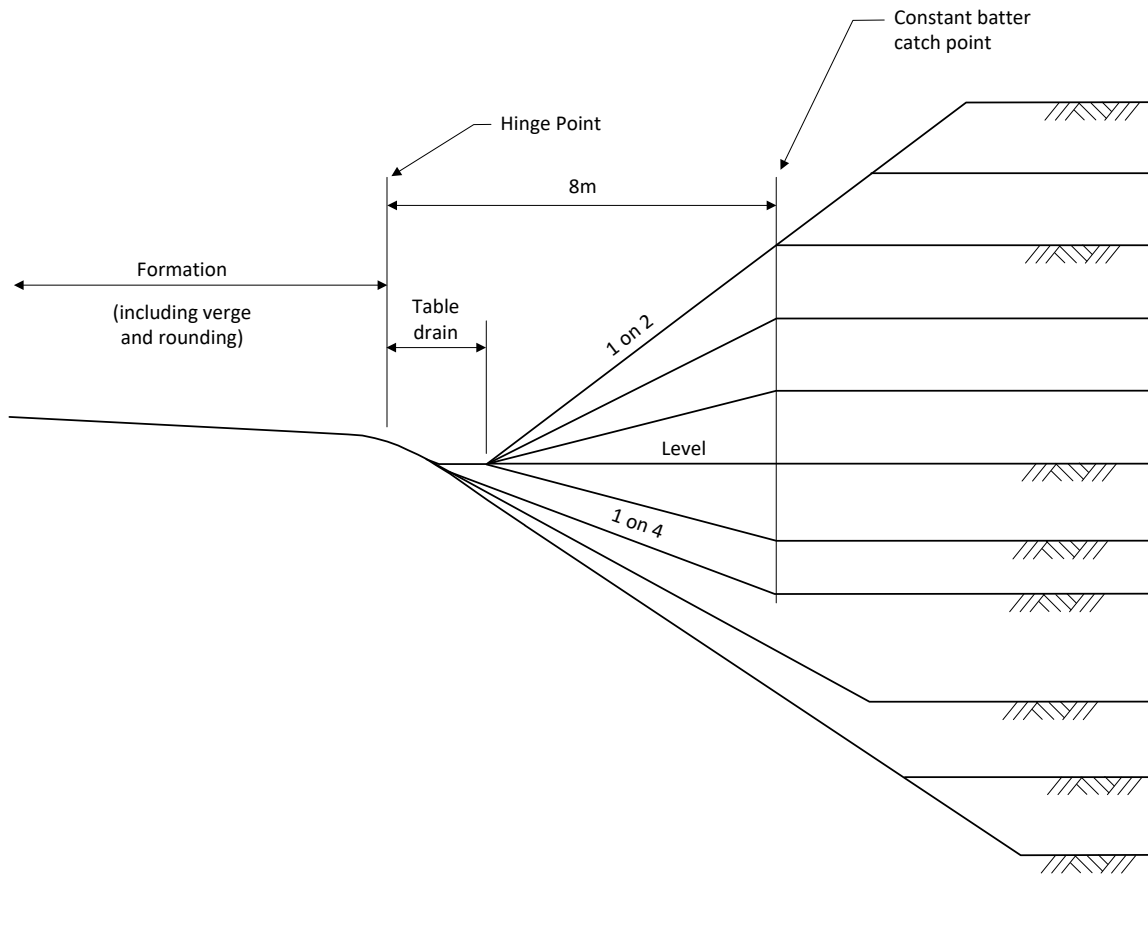 Constant batter
catch point
Hinge Point
8m
Formation
(including verge
and rounding)
Table
drain
1 on 2
Level
1 on 4